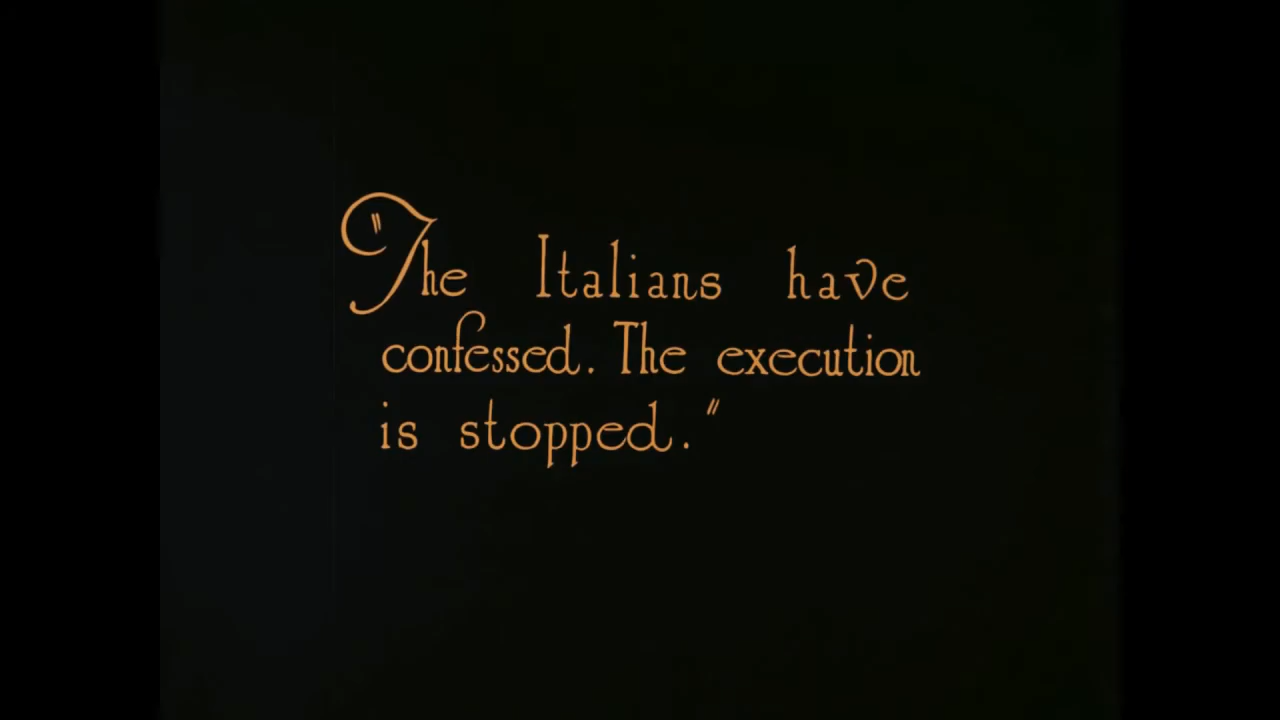 "The Italians have
confessed. The execution
is stopped."